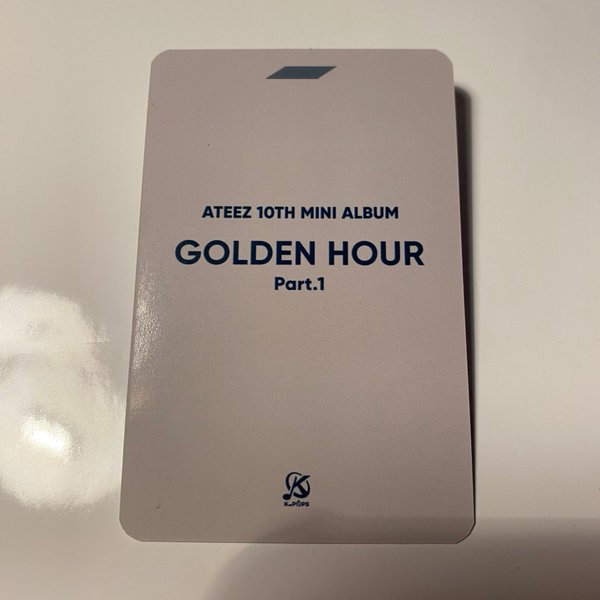 ATEEZ 10TH MINI ALBUM
GOLDEN HOUR
Part.1
K
K-POPS